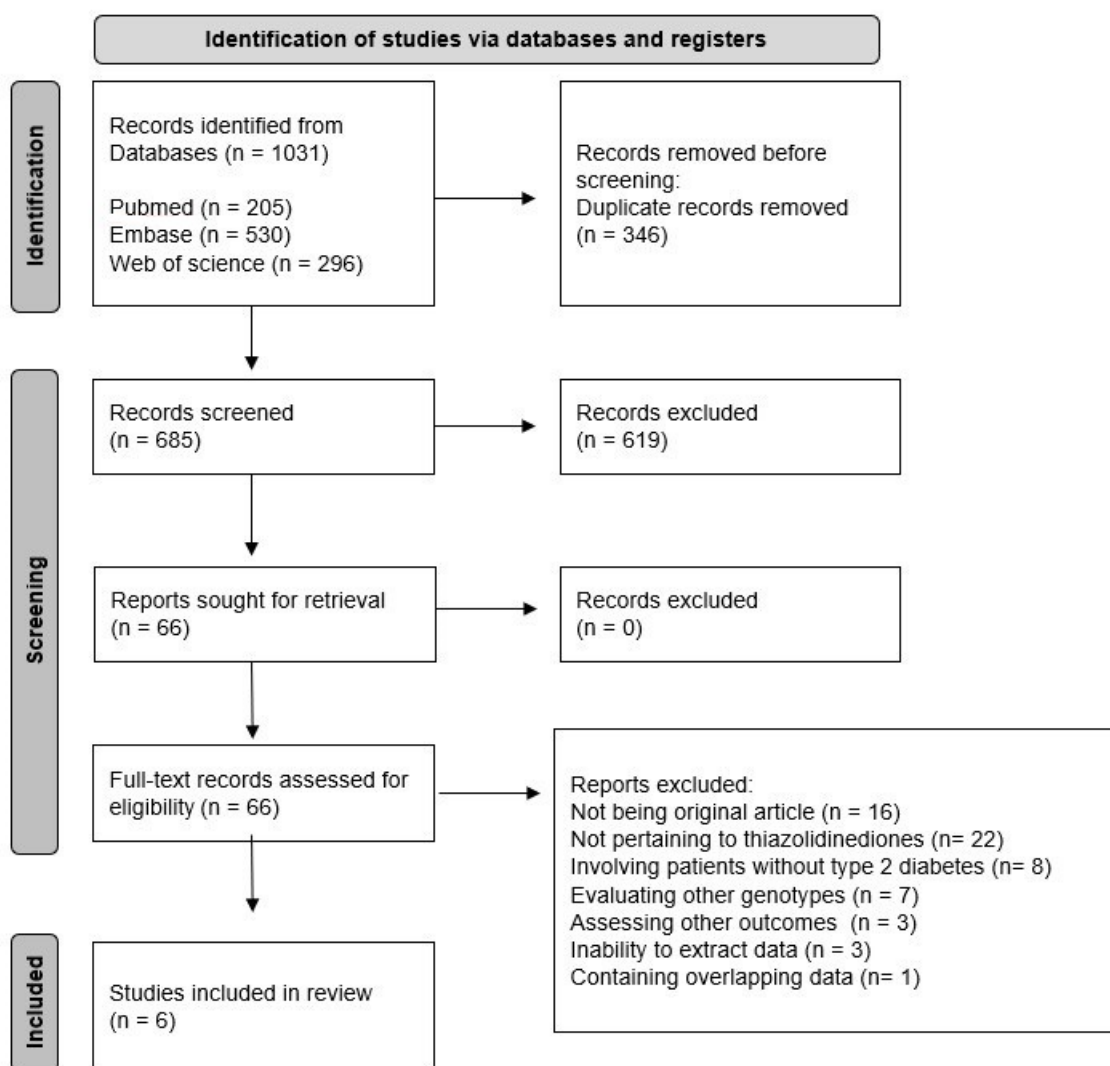 Identification of studies via databases and registers
Identification
Records identified from
Databases (n = 1031)
Pubmed (n = 205)
Embase (n = 530)
Web of science (n = 296)
Records removed before
screening:
Duplicate records removed
(n = 346)
Screening
Records screened
(n = 685)
Records excluded
(n = 619)
Reports sought for retrieval
(n = 66)
Records excluded
(n = 0)
Full-text records assessed for
eligibility (n = 66)
Reports excluded:
Not being original article (n = 16)
Not pertaining to thiazolidinediones (n= 22)
Involving patients without type 2 diabetes (n= 8)
Evaluating other genotypes (n = 7)
Assessing other outcomes  (n = 3)
Inability to extract data (n = 3)
Containing overlapping data (n= 1)
Included
Studies included in review
(n = 6)